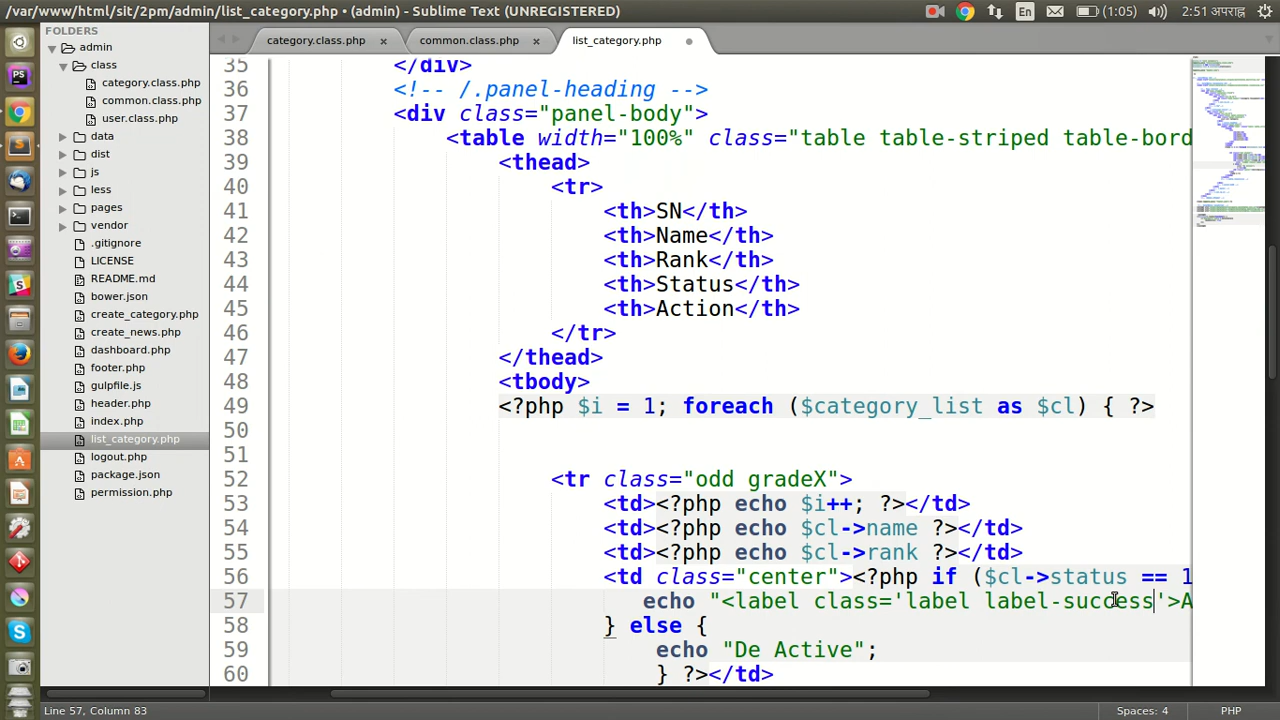 /var/www/html/sit/2pm/admin/list_category.php • (admin) - Sublime Text (UNREGISTERED)
En
(1:05)
2:51 अपराह्न
FOLDERS
admin
class
category.class.php
common.class.php
user.class.php
data
dist
js
less
pages
vendor
.gitignore
LICENSE
README.md
bower.json
create_category.php
create_news.php
dashboard.php
footer.php
gulpfile.js
header.php
index.php
list_category.php
logout.php
package.json
permission.php
category.class.php
common.class.php
list_category.php
35 </div>
36 <!-- /.panel-heading -->
37 <div class="panel-body">
38 <table width="100%" class="table table-striped table-bord
39 <thead>
40 <tr>
41 <th>SN</th>
42 <th>Name</th>
43 <th>Rank</th>
44 <th>Status</th>
45 <th>Action</th>
46 </tr>
47 </thead>
48 <tbody>
49 <?php $i = 1; foreach ($category_list as $cl) { ?>
50
51
52 <tr class="odd gradeX">
53 <td><?php echo $i++; ?></td>
54 <td><?php echo $cl->name ?></td>
55 <td><?php echo $cl->rank ?></td>
56 <td class="center"><?php if ($cl->status == 1
57 echo "<label class='label label-success'>A
58 } else {
59 echo "De Active";
60 } ?></td>
Line 57, Column 83
Spaces: 4
PHP